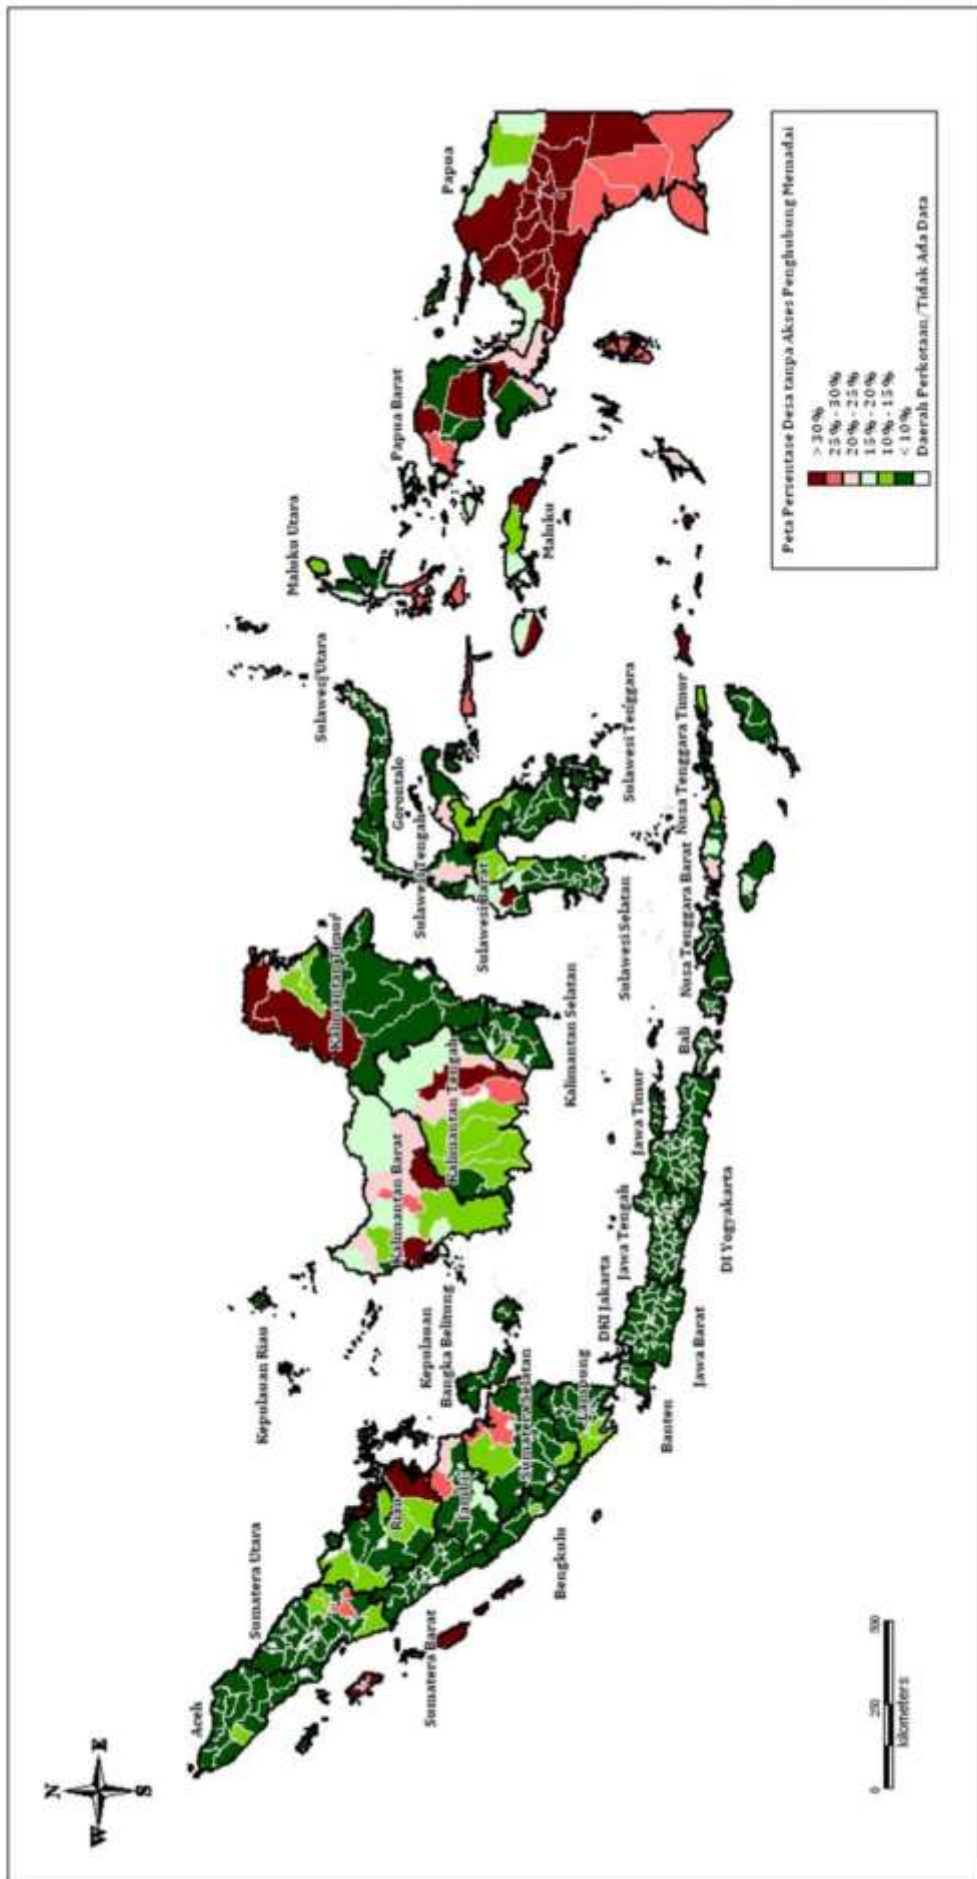 N
W
E
S
Aceh
Sumatera Utara
Sumatera Barat
Riau
Kepulauan Riau
Jambi
Bengkulu
Sumatera Selatan
Kepulauan
Bangka Belitung
Lampung
Banten
DKI Jakarta
Jawa Barat
Jawa Tengah
DI Yogyakarta
Jawa Timur
Bali
Kalimantan Barat
Kalimantan Tengah
Kalimantan Selatan
Kalimantan Timur
Sulawesi Utara
Gorontalo
Sulawesi Tengah
Sulawesi Barat
Sulawesi Selatan
Sulawesi Tenggara
Nusa Tenggara Barat
Nusa Tenggara Timur
Maluku Utara
Maluku
Papua Barat
Papua
0
250
500
kilometers
Peta Persentase Desa tanpa Akses Penghubung Memadai
> 30%
25% - 30%
20% - 25%
15% - 20%
10% - 15%
< 10%
Daerah Perkotaan/Tidak Ada Data